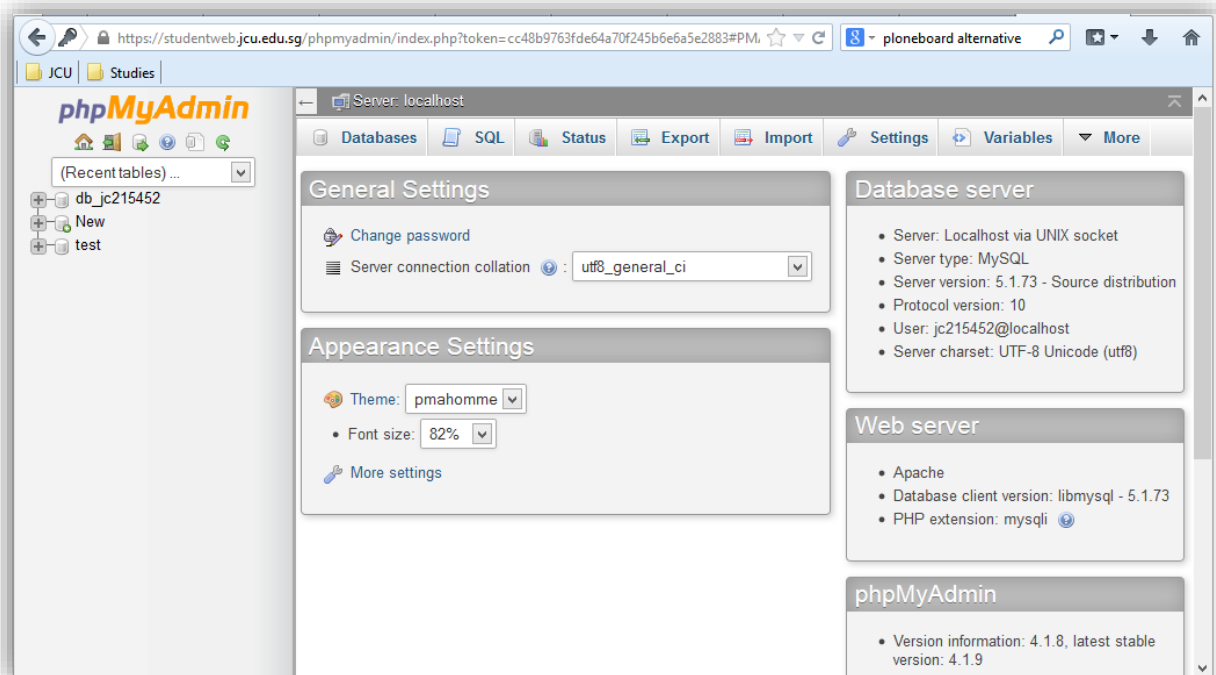 https://studentweb.jcu.edu.sg/phpmyadmin/index.php?token=cc48b9763fde64a70f245b6e6a5e2883#PM
ploneboard alternative
JCU
Studies
phpMyAdmin
(Recent tables) ...
db_jc215452
New
test
Server: localhost
Databases
SQL
Status
Export
Import
Settings
Variables
More
General Settings
Change password
Server connection collation :
utf8_general_ci
Appearance Settings
Theme: pmahomme
• Font size: 82%
More settings
Database server
• Server: Localhost via UNIX socket
• Server type: MySQL
• Server version: 5.1.73 - Source distribution
• Protocol version: 10
• User: jc215452@localhost
• Server charset: UTF-8 Unicode (utf8)
Web server
• Apache
• Database client version: libmysql - 5.1.73
• PHP extension: mysqli
phpMyAdmin
• Version information: 4.1.8, latest stable
version: 4.1.9